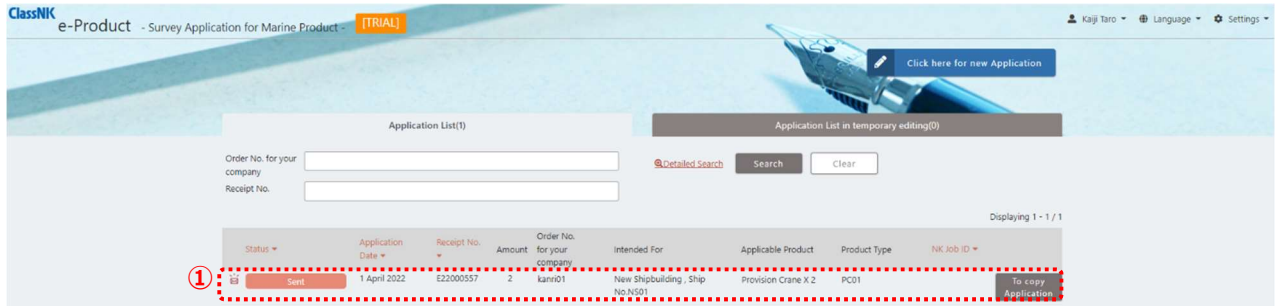 ClassNK
e-Product - Survey Application for Marine Product - [TRIAL]
Kaiji Taro Language Settings
Click here for new Application
Application List(1) Application List in temporary editing(0)
Order No. for your
company
Detailed Search Search Clear
Receipt No.
Displaying 1 - 1 / 1
Status Application
Date Receipt No. Amount Order No.
for your
company Intended For Applicable Product Product Type NK Job ID
① Sent 1 April 2022 E22000557 2 kanri01 New Shipbuilding , Ship
No.NS01 Provision Crane X 2 PC01 To copy
Application